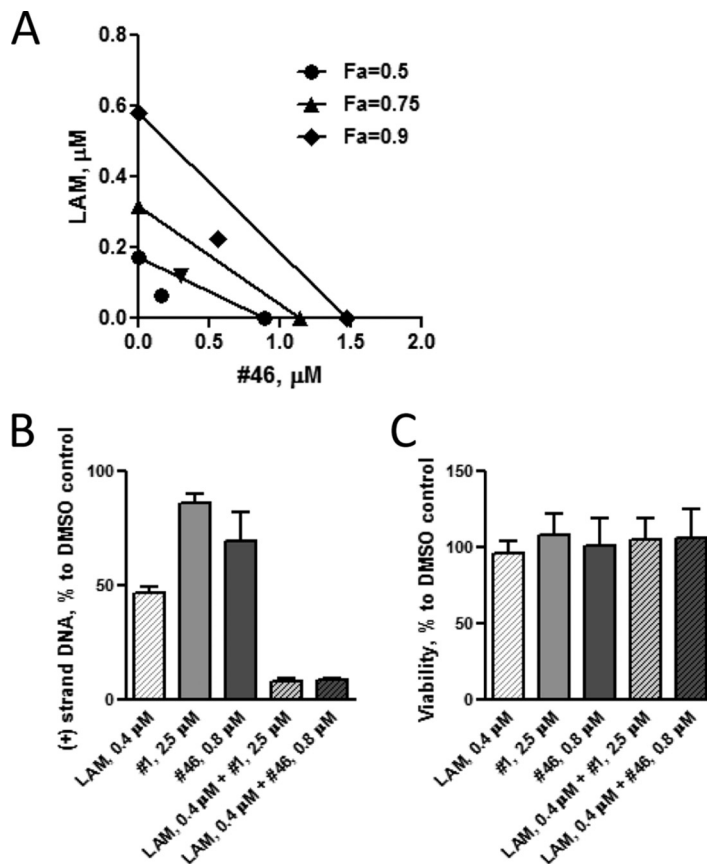 A
LAM, µM
0.8
0.6
0.4
0.2
0.0
0.0 0.5 1.0 1.5 2.0
#46, µM
Fa=0.5
Fa=0.75
Fa=0.9
B
(+) strand DNA, % to DMSO control
100
50
0
LAM, 0.4 µM
#1, 2.5 µM
#46, 0.8 µM
LAM, 0.4 µM + #1, 2.5 µM
LAM, 0.4 µM + #46, 0.8 µM
C
Viability, % to DMSO control
150
100
50
0
LAM, 0.4 µM
#1, 2.5 µM
#46, 0.8 µM
LAM, 0.4 µM + #1, 2.5 µM
LAM, 0.4 µM + #46, 0.8 µM